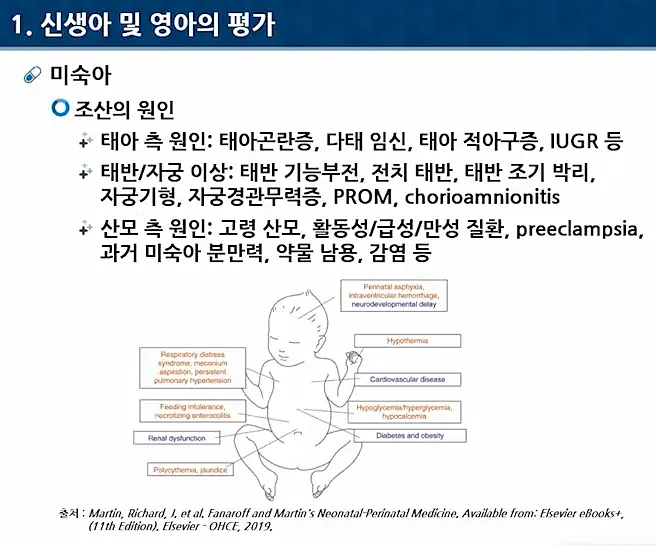 1. 신생아 및 영아의 평가
미숙아
조산의 원인
태아 측 원인: 태아곤란증, 다태 임신, 태아 적아구증, IUGR 등
태반/자궁 이상: 태반 기능부전, 전치 태반, 태반 조기 박리,
자궁기형, 자궁경관무력증, PROM, chorioamnionitis
산모 측 원인: 고령 산모, 활동성/급성/만성 질환, preeclampsia,
과거 미숙아 분만력, 약물 남용, 감염 등
Perinatal asphyxia,
intraventricular hemorrhage,
neurodevelopmental delay
Hypothermia
Respiratory distress
syndrome, meconium
aspiration, persistent
pulmonary hypertension
Cardiovascular disease
Feeding intolerance,
necrotizing enterocolitis
Hypoglycemia/hyperglycemia,
hypocalcemia
Renal dysfunction
Diabetes and obesity
Polycythemia, jaundice
출처 : Martin, Richard, J, et al. Fanaroff and Martin's Neonatal-Perinatal Medicine. Available from: Elsevier eBooks+,
(11th Edition). Elsevier - OHCE, 2019.